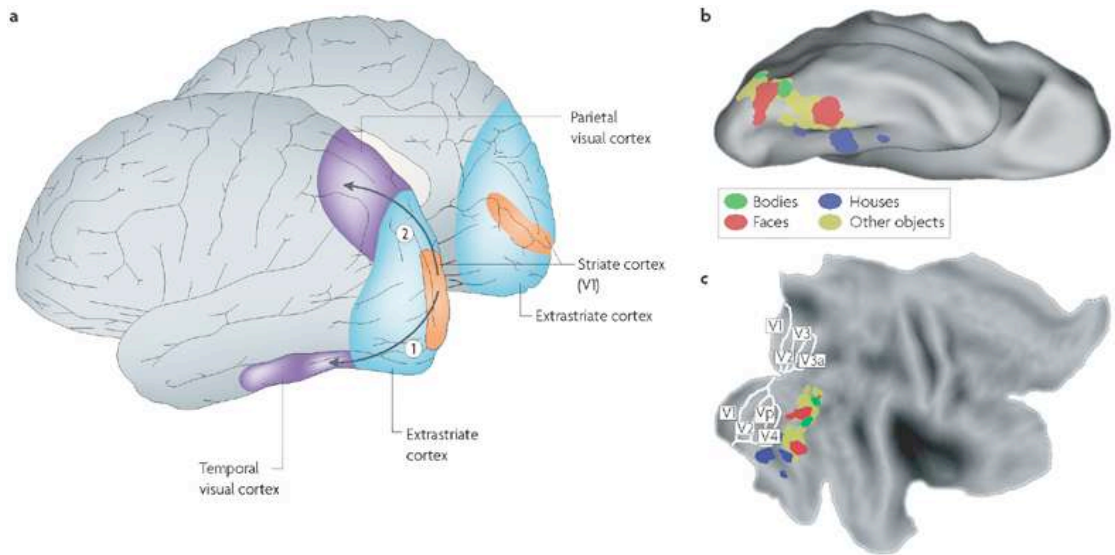 a
Parietal
visual cortex
2
Striate cortex
(V1)
Extrastriate cortex
1
Extrastriate
cortex
Temporal
visual cortex
b
Bodies
Houses
Faces
Other objects
c
V1
V3
V2
V3a
V1
Vp
V2
V4